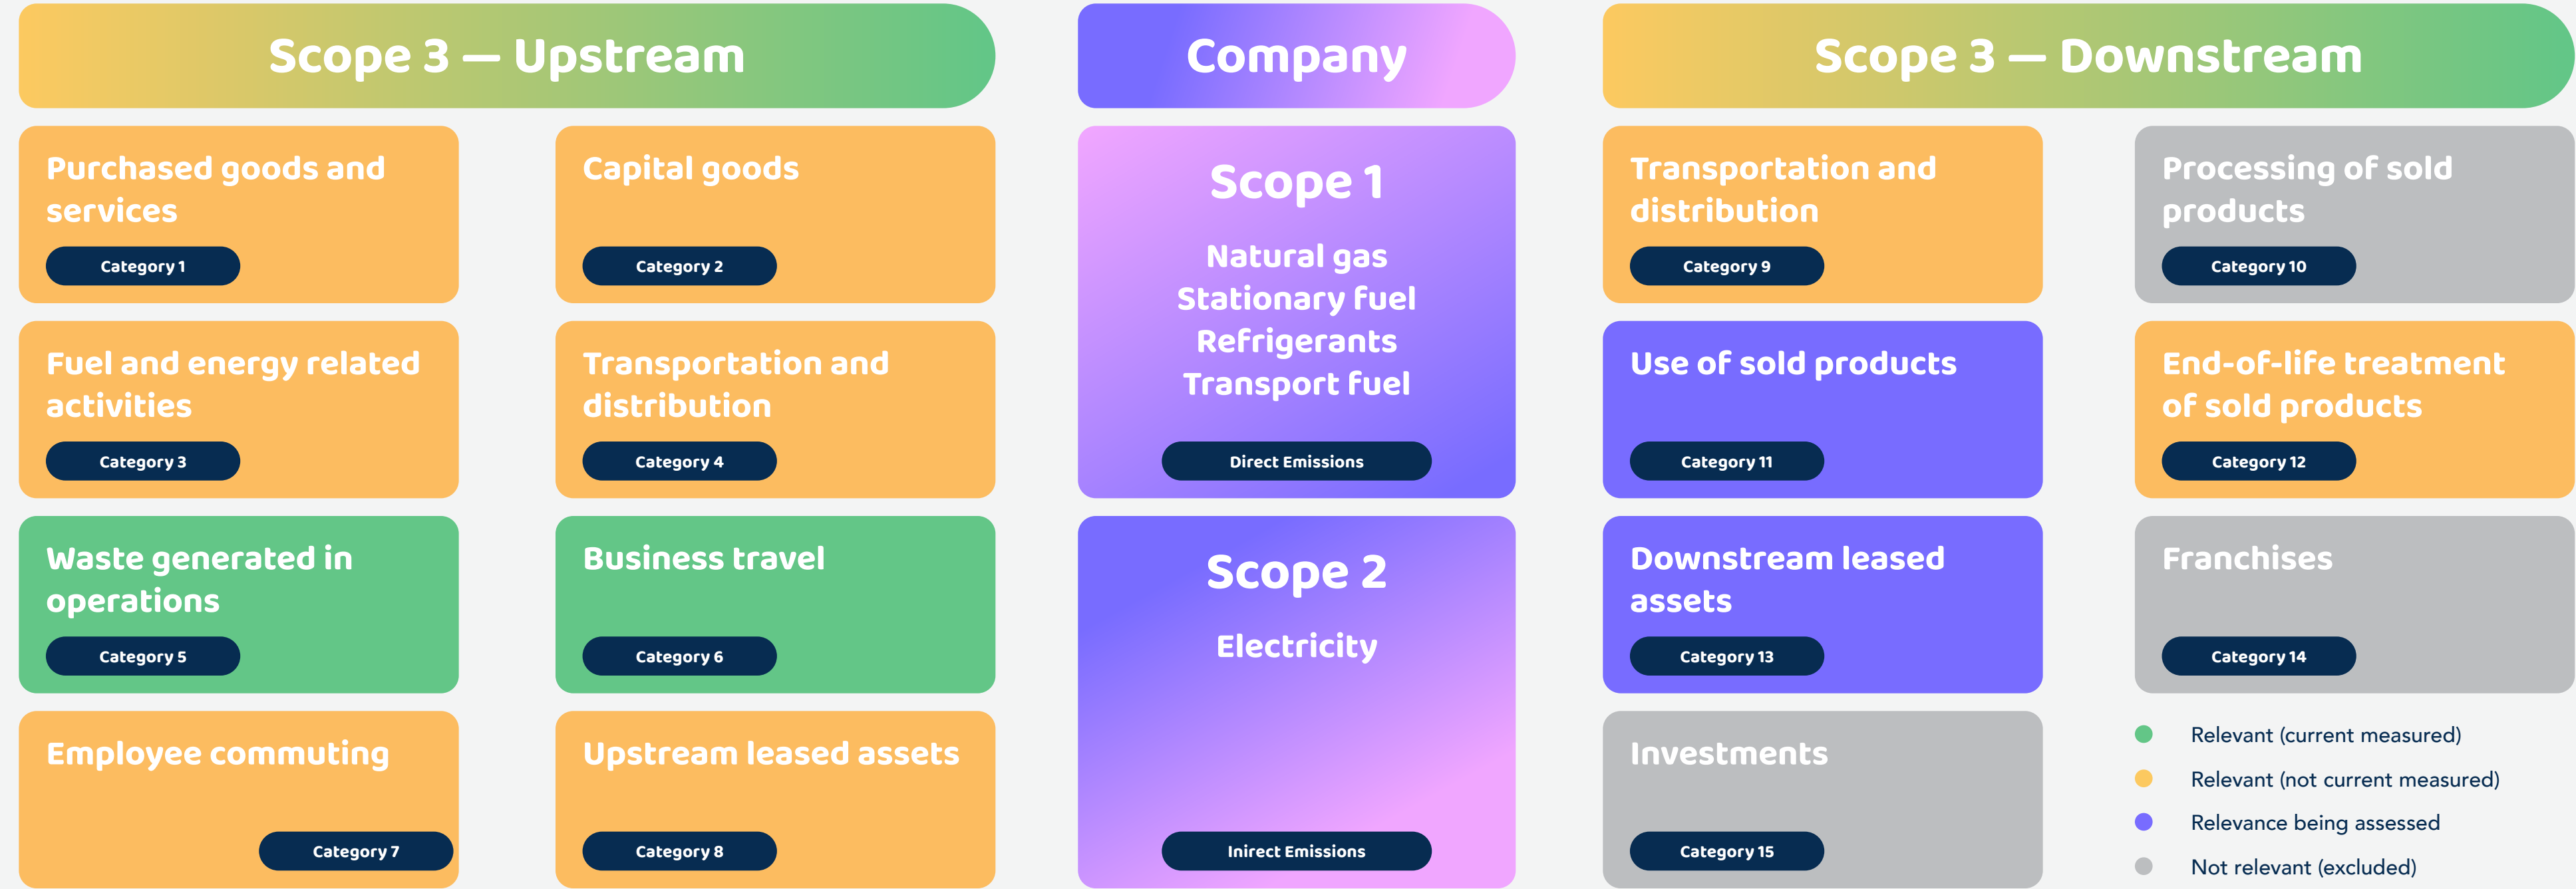 Scope 3 — Upstream
Purchased goods and
services
Category 1
Capital goods
Category 2
Fuel and energy related
activities
Category 3
Transportation and
distribution
Category 4
Waste generated in
operations
Category 5
Business travel
Category 6
Employee commuting
Category 7
Upstream leased assets
Category 8
Company
Scope 1
Natural gas
Stationary fuel
Refrigerants
Transport fuel
Direct Emissions
Scope 2
Electricity
Inirect Emissions
Scope 3 — Downstream
Transportation and
distribution
Category 9
Processing of sold
products
Category 10
Use of sold products
Category 11
End-of-life treatment
of sold products
Category 12
Downstream leased
assets
Category 13
Franchises
Category 14
Investments
Category 15
Relevant (current measured)
Relevant (not current measured)
Relevance being assessed
Not relevant (excluded)